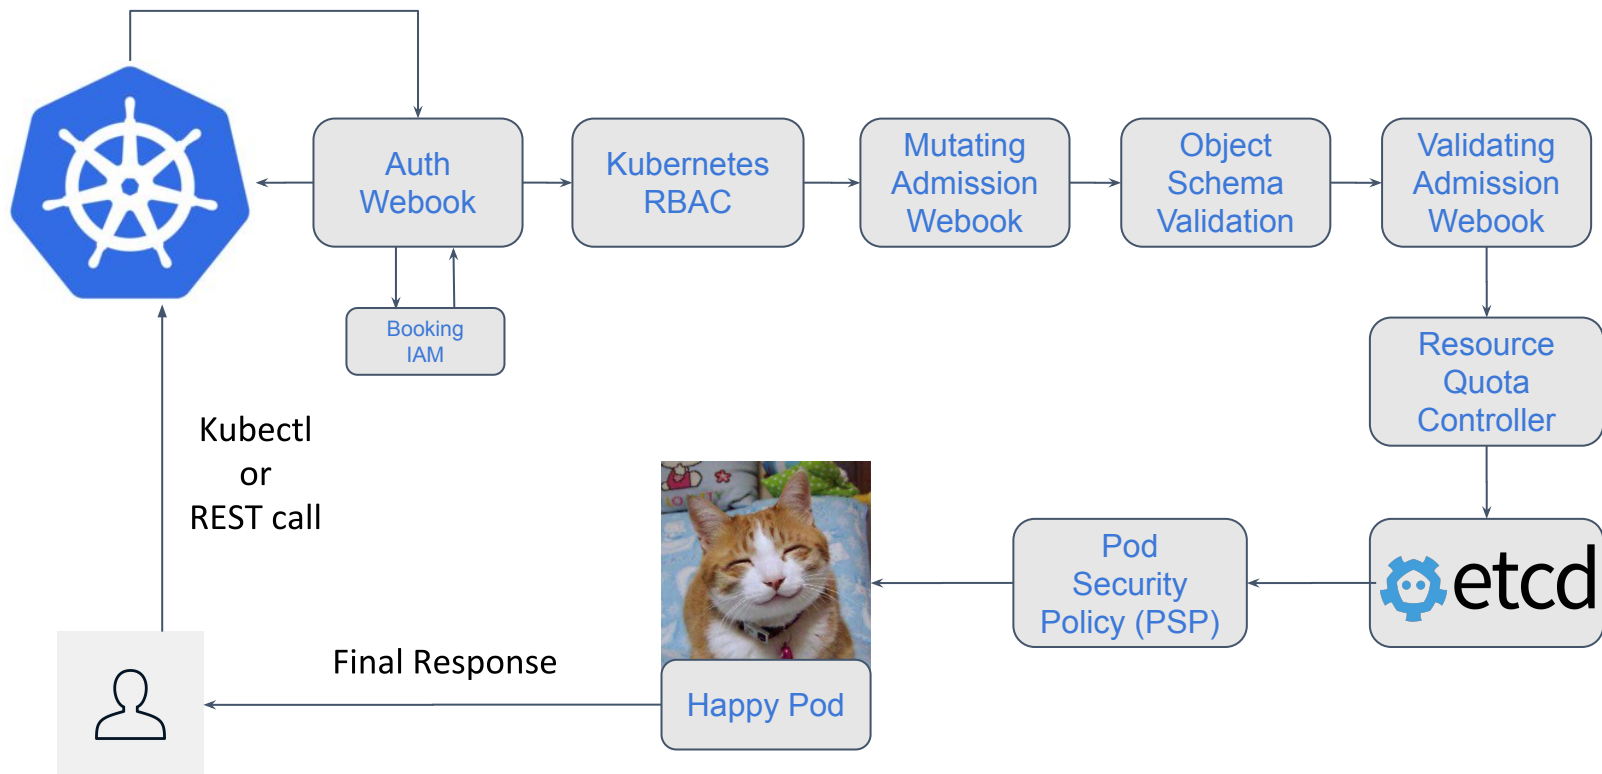 Auth
Webook
Kubernetes
RBAC
Mutating
Admission
Webook
Object
Schema
Validation
Validating
Admission
Webook
Booking
IAM
Resource
Quota
Controller
Kubectl
or
REST call
etcd
Pod
Security
Policy (PSP)
Happy Pod
Final Response